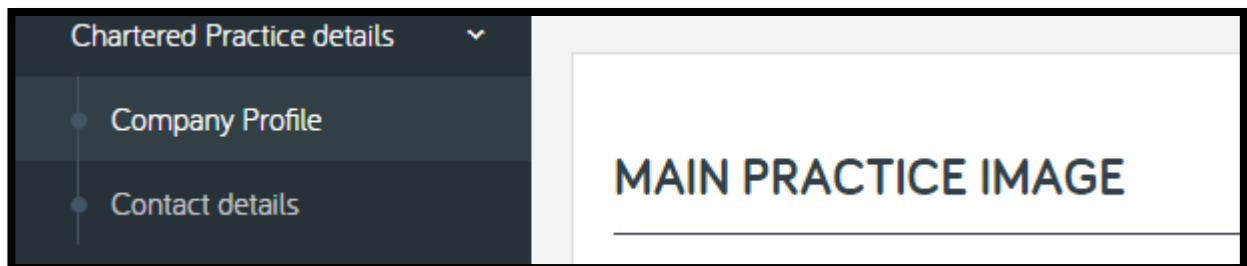 Chartered Practice details
Company Profile
Contact details
MAIN PRACTICE IMAGE